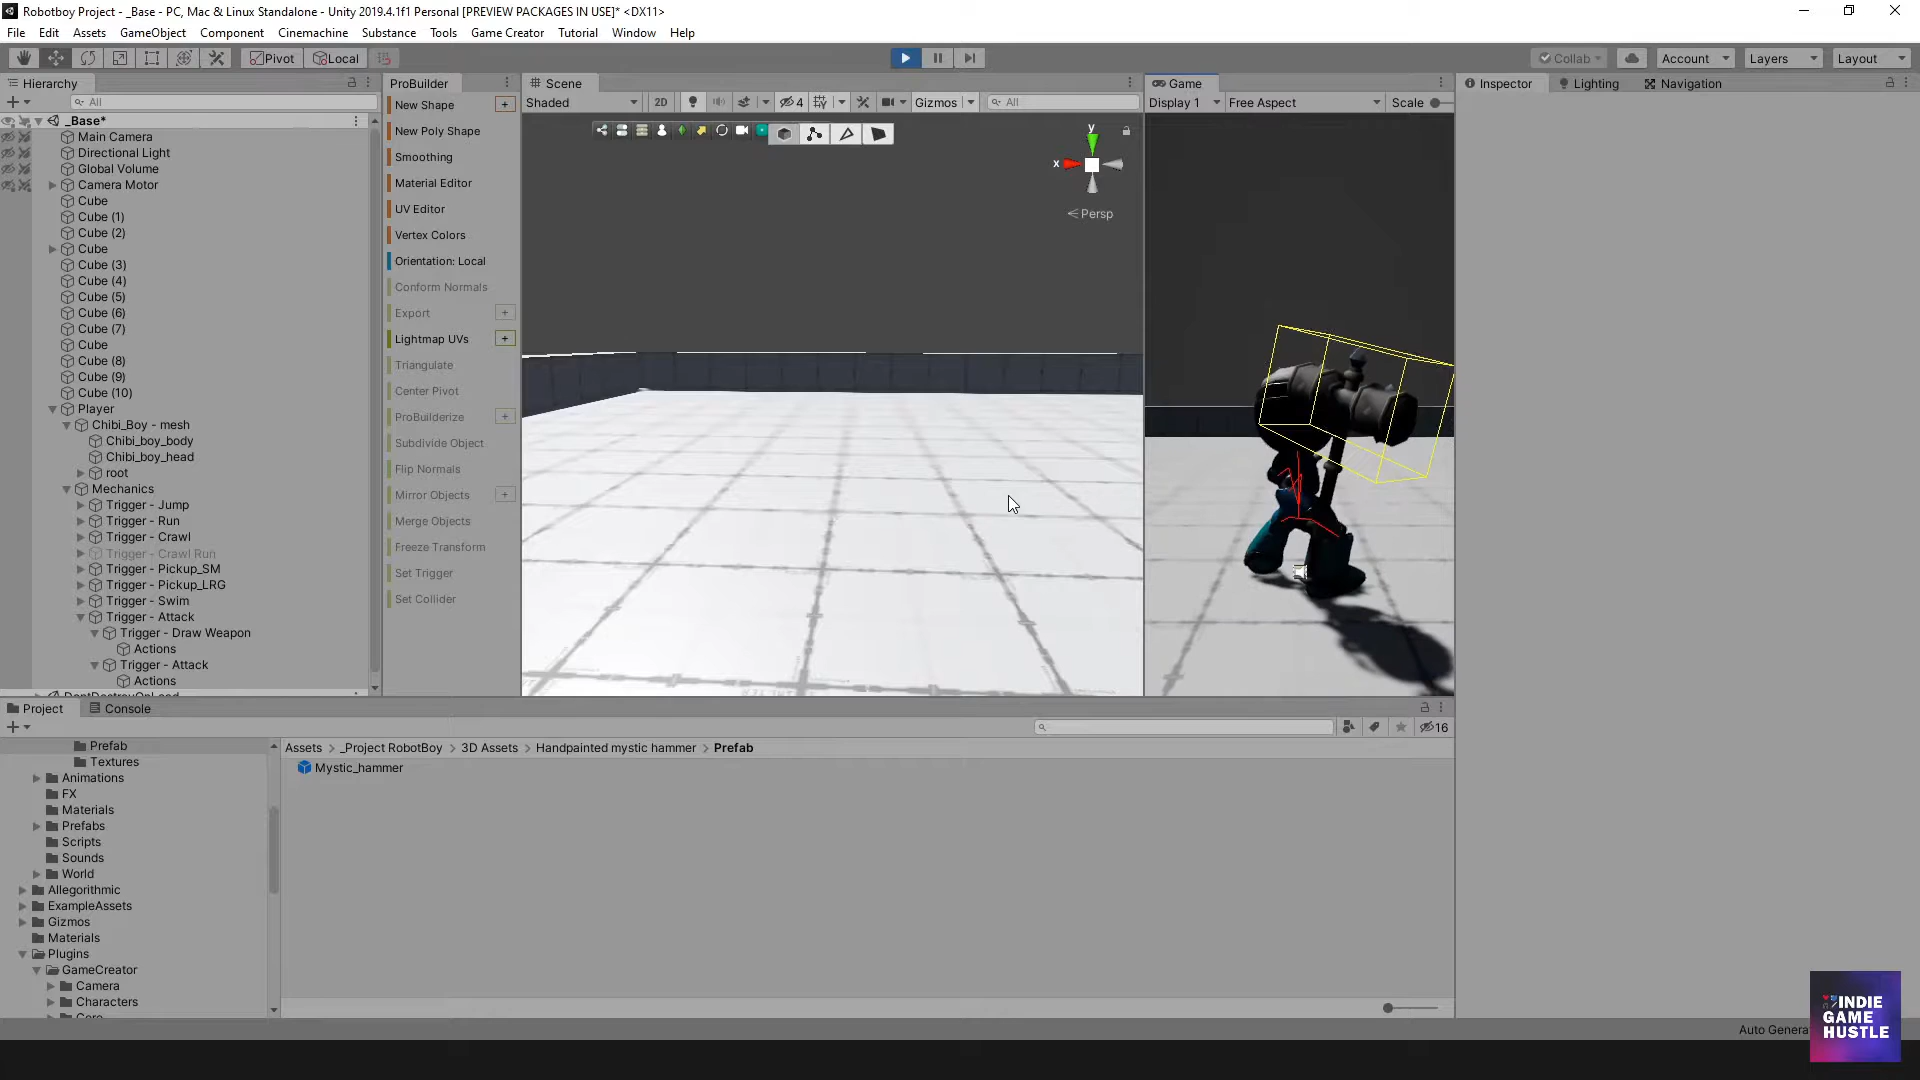 Robotboy Project - _Base - PC, Mac & Linux Standalone - Unity 2019.4.1f1 Personal [PREVIEW PACKAGES IN USE]* <DX11>
File Edit Assets GameObject Component Cinemachine Substance Tools Game Creator Tutorial Window Help
Pivot Local Collab Account Layers Layout
Hierarchy
All
_Base*
Main Camera
Directional Light
Global Volume
Camera Motor
Cube
Cube (1)
Cube (2)
Cube
Cube (3)
Cube (4)
Cube (5)
Cube (6)
Cube (7)
Cube
Cube (8)
Cube (9)
Cube (10)
Player
Chibi_Boy - mesh
Chibi_boy_body
Chibi_boy_head
root
Mechanics
Trigger - Jump
Trigger - Run
Trigger - Crawl
Trigger - Crawl Run
Trigger - Pickup_SM
Trigger - Pickup_LRG
Trigger - Swim
Trigger - Attack
Trigger - Draw Weapon
Actions
Trigger - Attack
Actions
DontDestroyOnLoad
ProBuilder
New Shape
New Poly Shape
Smoothing
Material Editor
UV Editor
Vertex Colors
Orientation: Local
Conform Normals
Export
Lightmap UVs
Triangulate
Center Pivot
ProBuilderize
Subdivide Object
Flip Normals
Mirror Objects
Merge Objects
Freeze Transform
Set Trigger
Set Collider
Scene
Shaded 2D 4 Gizmos All
y
x
Persp
Game
Display 1 Free Aspect Scale
Inspector Lighting Navigation
Project Console
16
Prefab
Textures
Animations
FX
Materials
Prefabs
Scripts
Sounds
World
Allegorithmic
ExampleAssets
Gizmos
Materials
Plugins
GameCreator
Camera
Characters
Core
Assets > _Project RobotBoy > 3D Assets > Handpainted mystic hammer > Prefab
Mystic_hammer
Auto Genera
INDIE
GAME
HUSTLE